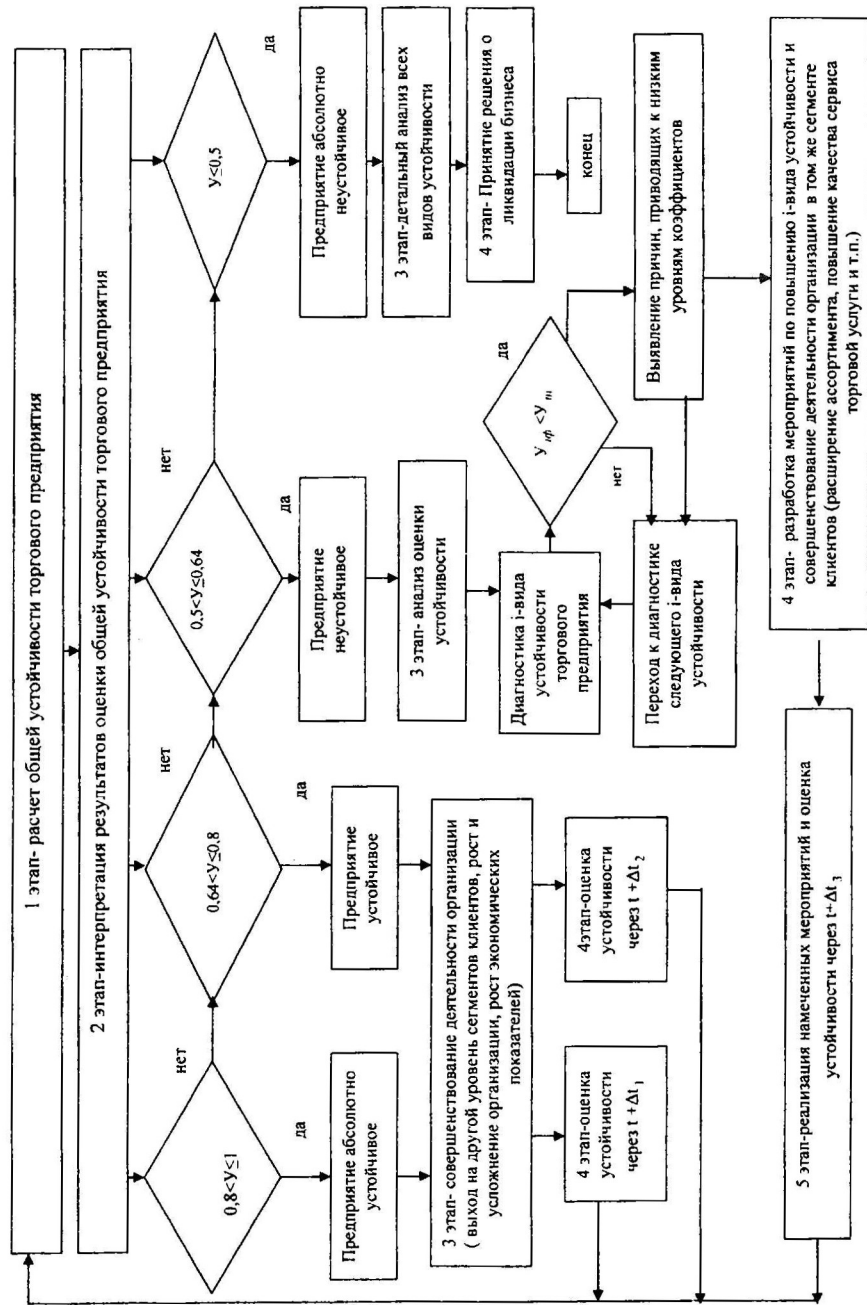 1 этап- расчет общей устойчивости торгового предприятия
2 этап-интерпретация результатов оценки общей устойчивости торгового предприятия
0,8<У≤1
нет
да
0,64<У≤0.8
нет
да
0,5<У≤0,64
нет
да
У≤0,5
да
Предприятие абсолютно
устойчивое
Предприятие
устойчивое
Предприятие
неустойчивое
Предприятие абсолютно
неустойчивое
3 этап- совершенствование деятельности организации
( выход на другой уровень сегментов клиентов, рост и
усложнение организации, рост экономических
показателей)
3 этап- анализ оценки
устойчивости
3 этап-детальный анализ всех
видов устойчивости
4 этап- Принятие решения о
ликвидации бизнеса
конец
4 этап-оценка
устойчивости
через t +Δt₁
4этап-оценка
устойчивости
через t +Δt₂
Диагностика i-вида
устойчивости
торгового
предприятия
да
нет
Переход к диагностике
следующего i-вида
устойчивости
Выявление причин, приводящих к низким
уровням коэффициентов
4 этап- разработка мероприятий по повышению i-вида устойчивости и
совершенствование деятельности организации в том же сегменте
клиентов (расширение ассортимента, повышение качества сервиса
торговой услуги и т.п.)
5 этап-реализация намеченных мероприятий и оценка
устойчивости через t+Δt₃